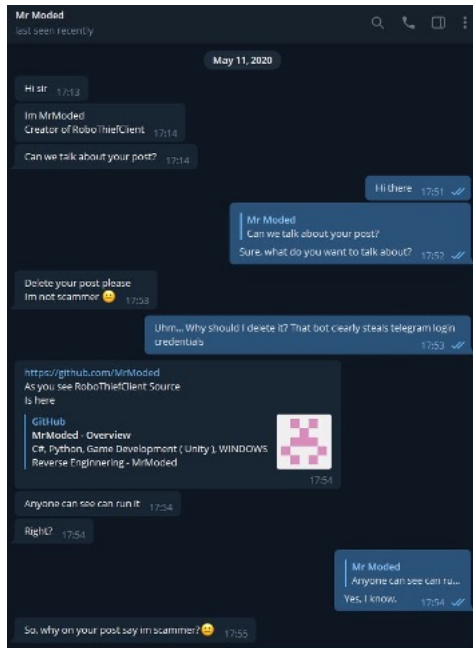 Mr Moded
last seen recently
May 11, 2020
Hi sir 17:13
Im MrModed
Creator of RoboThiefClient 17:14
Can we talk about your post? 17:14
Hi there 17:51
Mr Moded
Can we talk about your post?
Sure, what do you want to talk about? 17:52
Delete your post please
Im not scammer 😐 17:53
Uhm... Why should I delete it? That bot clearly steals telegram login
credentials 17:53
https://github.com/MrModed
As you see RoboThiefClient Source
Is here
GitHub
MrModed - Overview
C#, Python, Game Development ( Unity ), WINDOWS
Reverse Enginnering - MrModed
17:54
Anyone can see can run it 17:54
Right? 17:54
Mr Moded
Anyone can see can ru...
Yes, I know. 17:54
So, why on your post say im scammer? 😐 17:55